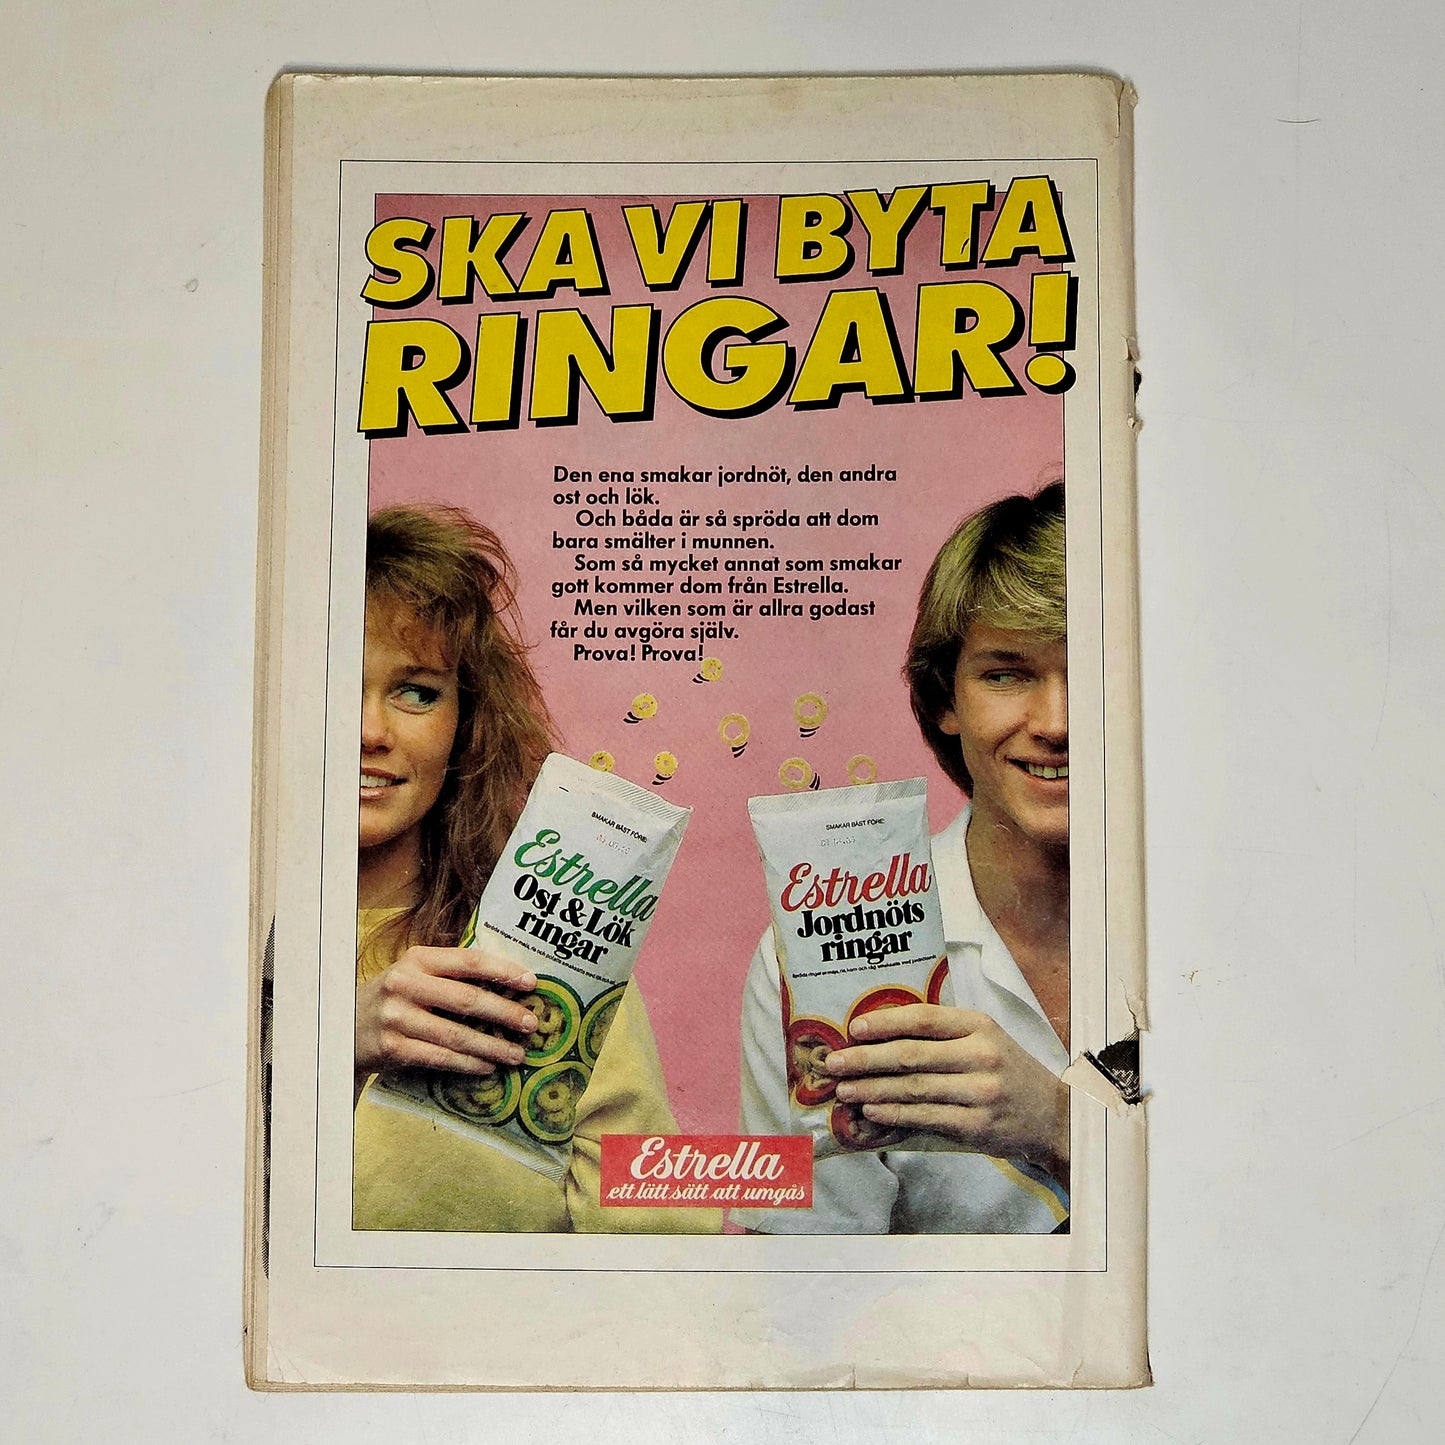 SKA VI BYTA
RINGAR!
Den ena smakar jordnöt, den andra
ost och lök.
Och båda är så spröda att dom
bara smälter i munnen.
Som så mycket annat som smakar
gott kommer dom från Estrella.
Men vilken som är allra godast
får du avgöra själv.
Prova! Prova!
SMAKAR BÄST FÖRE:
Estrella
Ost & Lök
ringar
SMAKAR BÄST FÖRE:
Estrella
Jordnöts
ringar
Estrella
ett lätt sätt att umgås